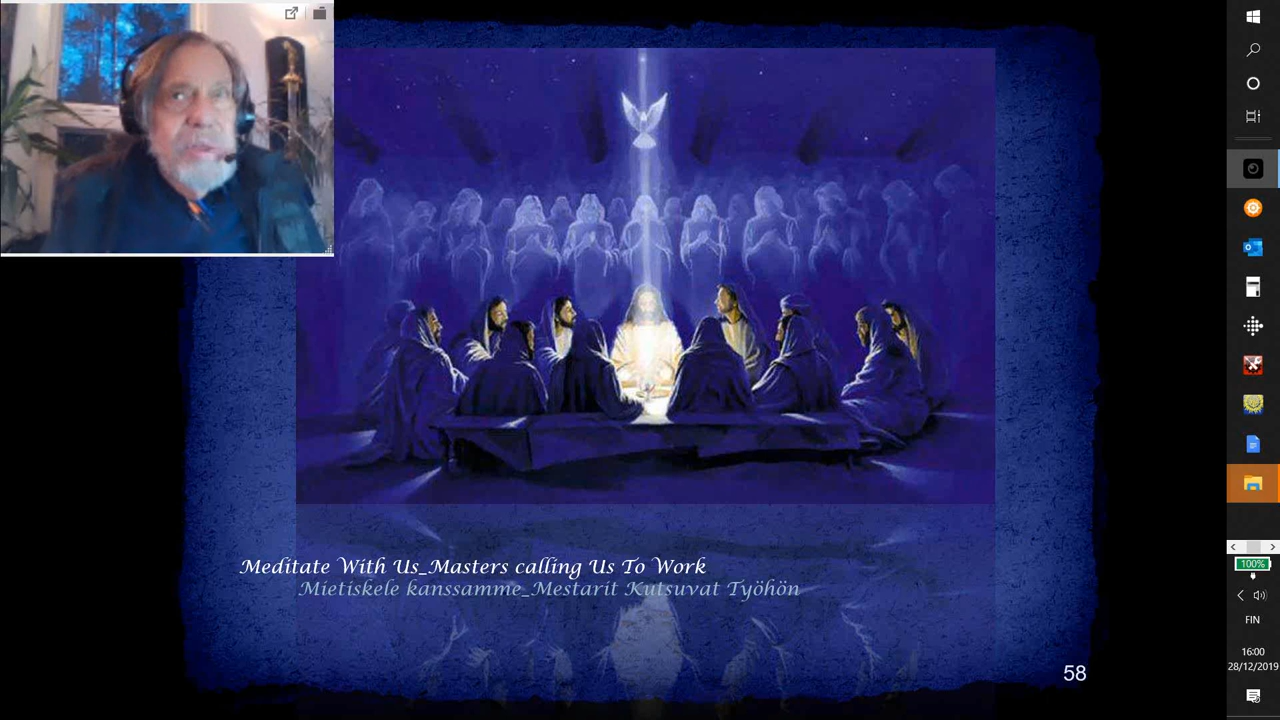 Meditate With Us_Masters calling Us To Work
Mietiskele kanssamme_Mestarit Kutsuvat Työhön
58
100%
FIN
16:00
28/12/2019